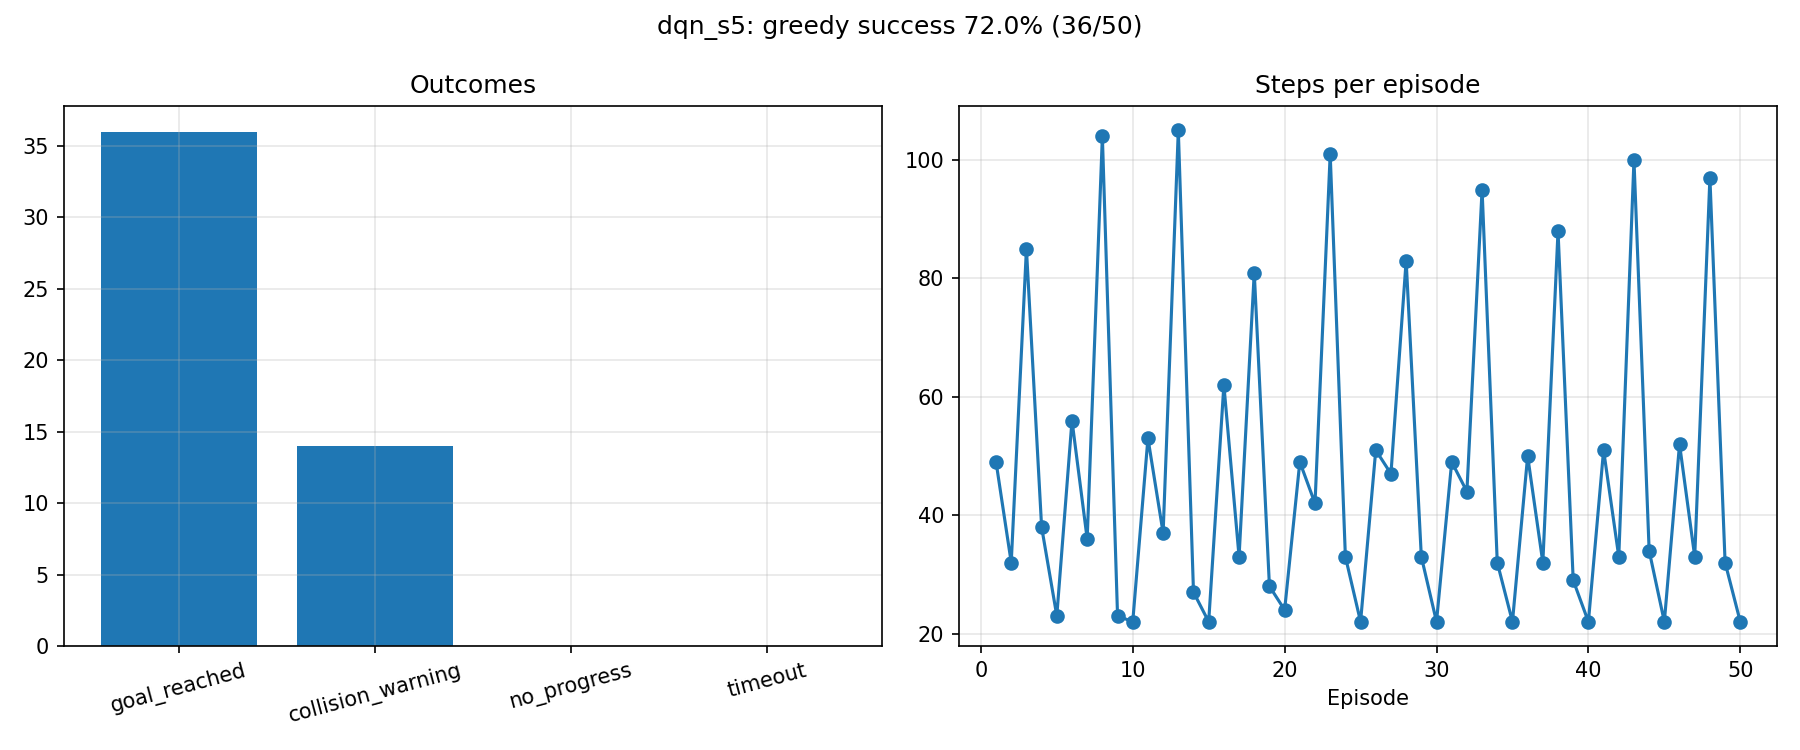 dqn_s5: greedy success 72.0% (36/50)
Outcomes
35
30
25
20
15
10
5
0
goal_reached
collision_warning
no_progress
timeout
Steps per episode
100
80
60
40
20
0
10
20
30
40
50
Episode